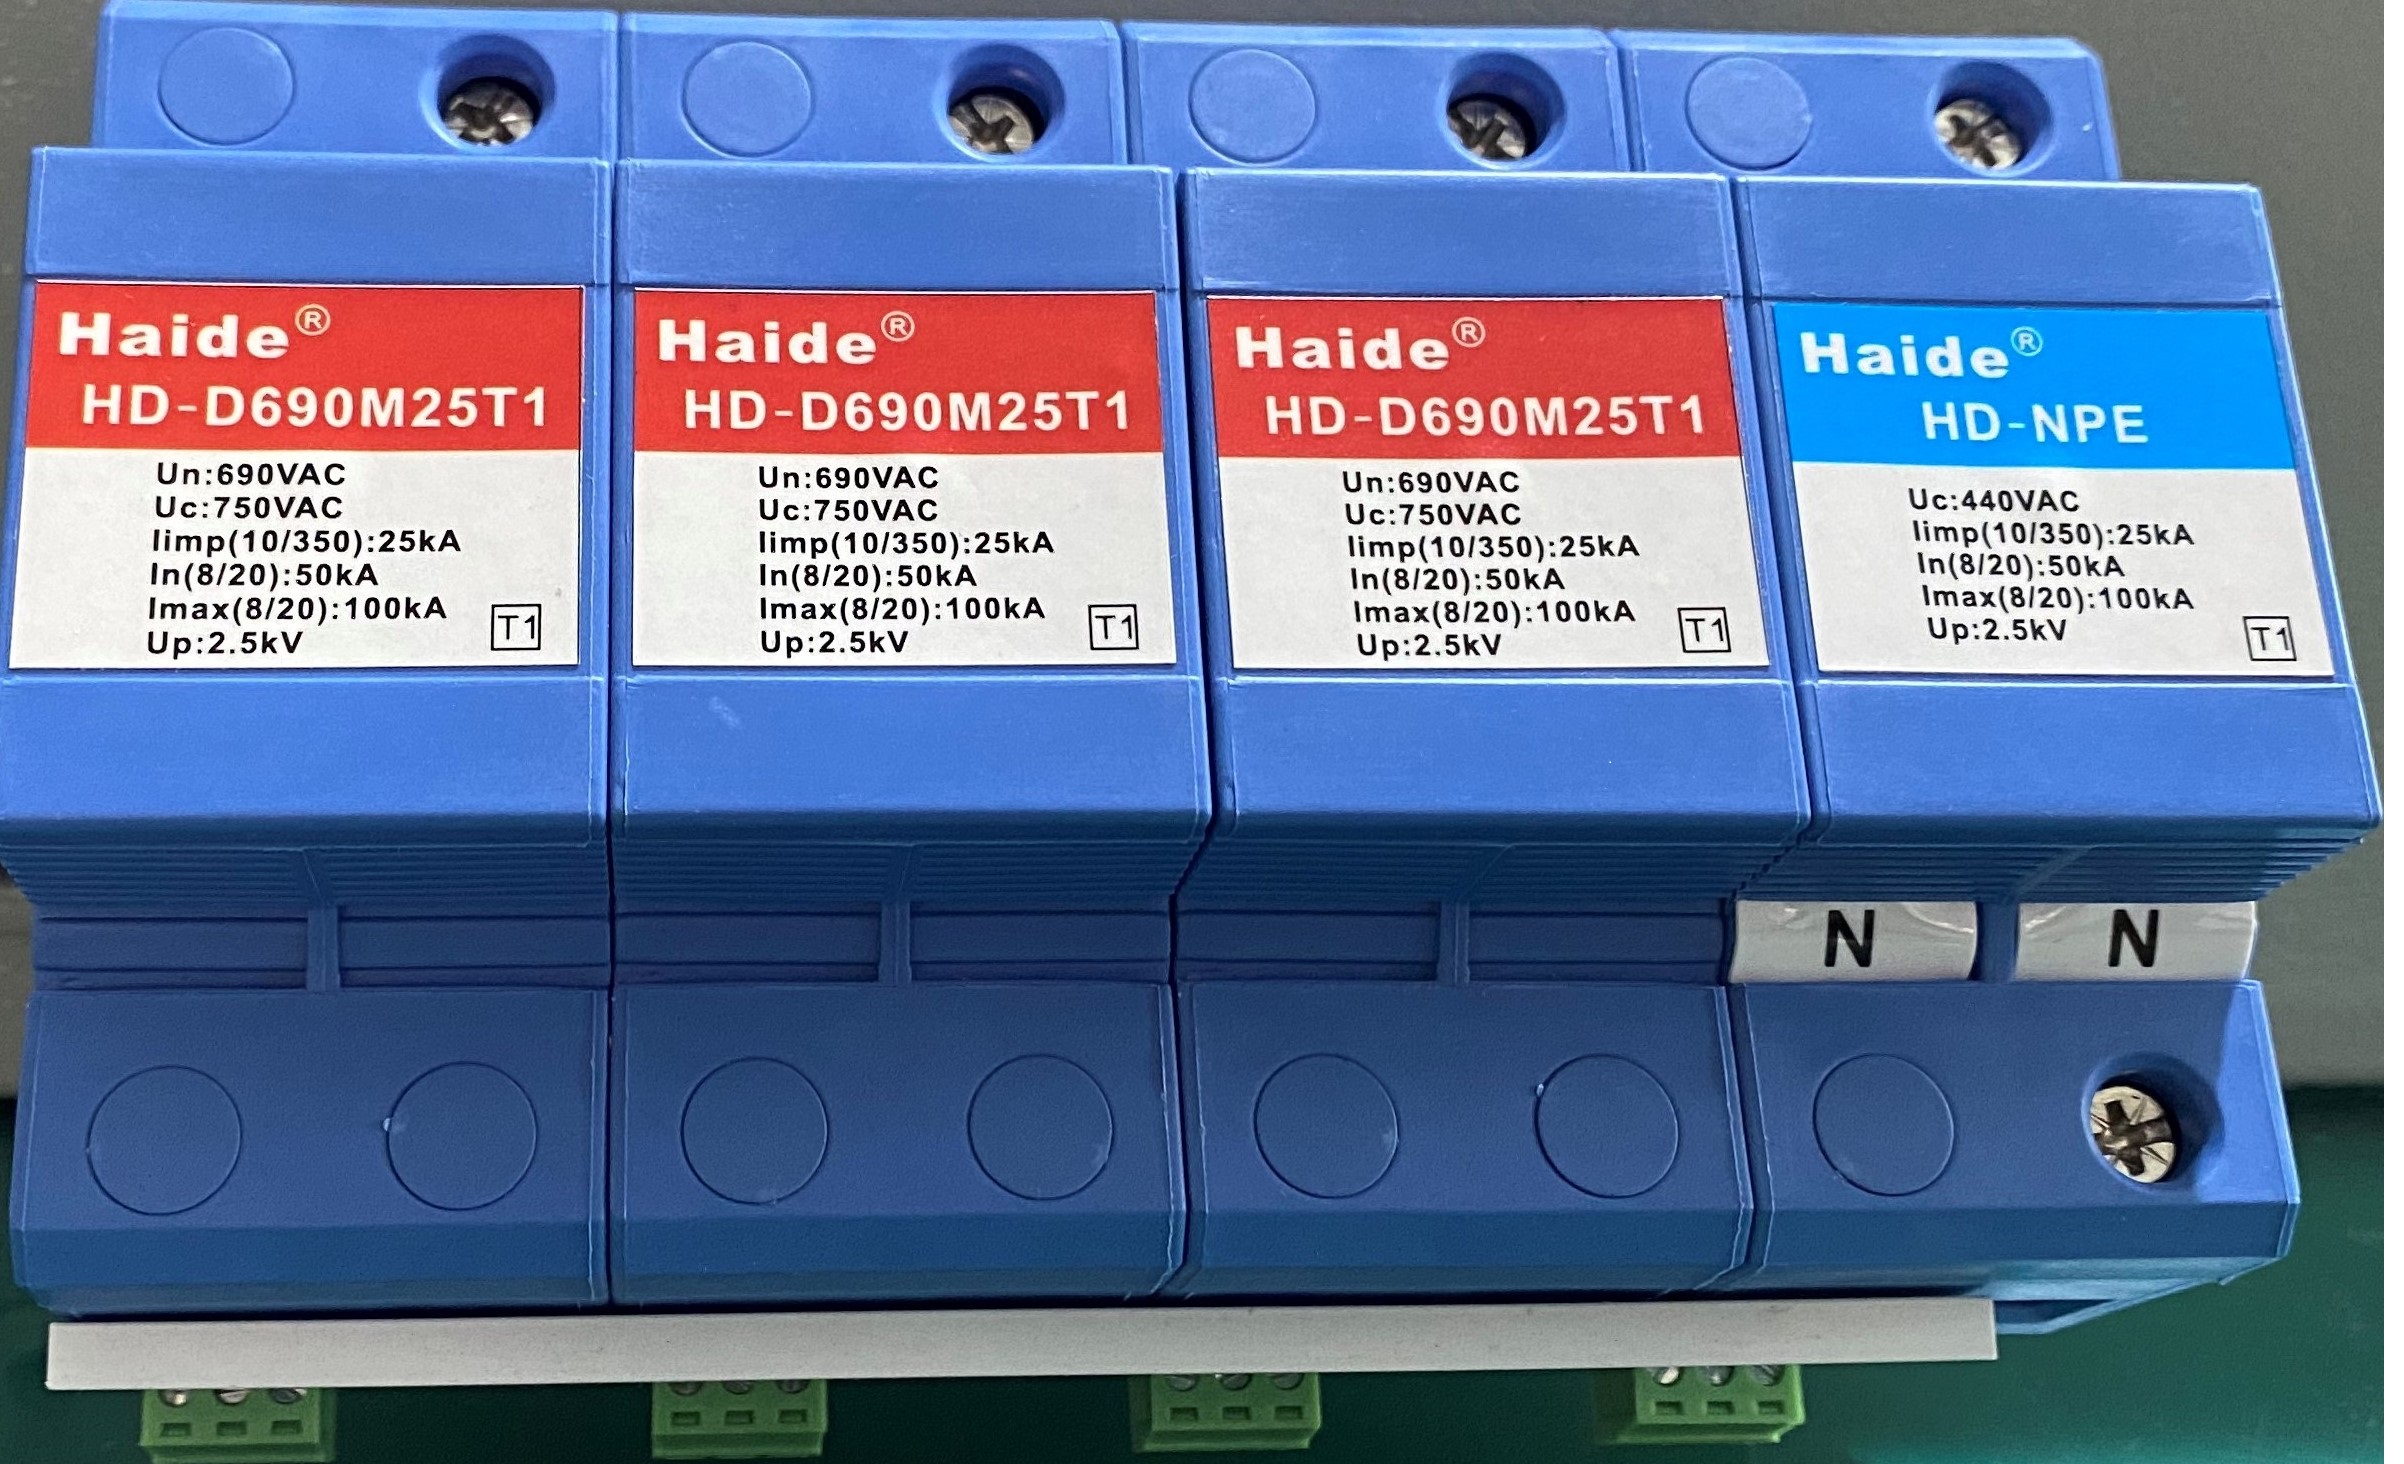 Haide®
HD-D690M25T1
Un:690VAC
Uc:750VAC
Iimp(10/350):25kA
In(8/20):50kA
Imax(8/20):100kA
Up:2.5kV
T1
Haide®
HD-D690M25T1
Un:690VAC
Uc:750VAC
Iimp(10/350):25kA
In(8/20):50kA
Imax(8/20):100kA
Up:2.5kV
T1
Haide®
HD-D690M25T1
Un:690VAC
Uc:750VAC
Iimp(10/350):25kA
In(8/20):50kA
Imax(8/20):100kA
Up:2.5kV
T1
Haide®
HD-NPE
Uc:440VAC
Iimp(10/350):25kA
In(8/20):50kA
Imax(8/20):100kA
Up:2.5kV
T1
N N